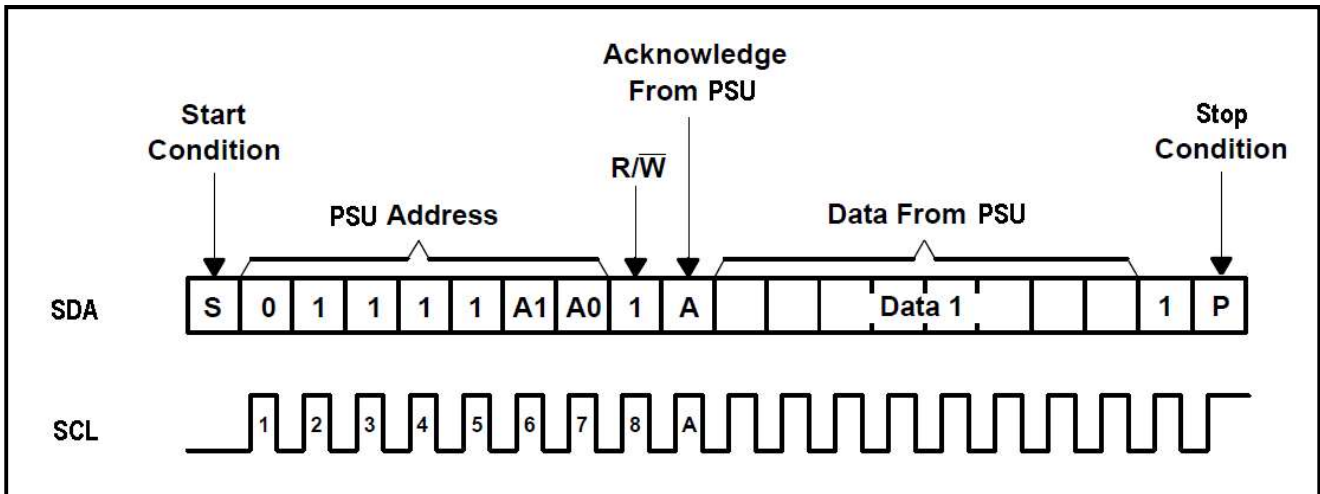 Acknowledge
From PSU
Start
Condition
Stop
Condition
R/W̅
PSU Address
Data From PSU
SDA S 0 1 1 1 1 A1 A0 1 A Data 1 1 P
SCL 1 2 3 4 5 6 7 8 A